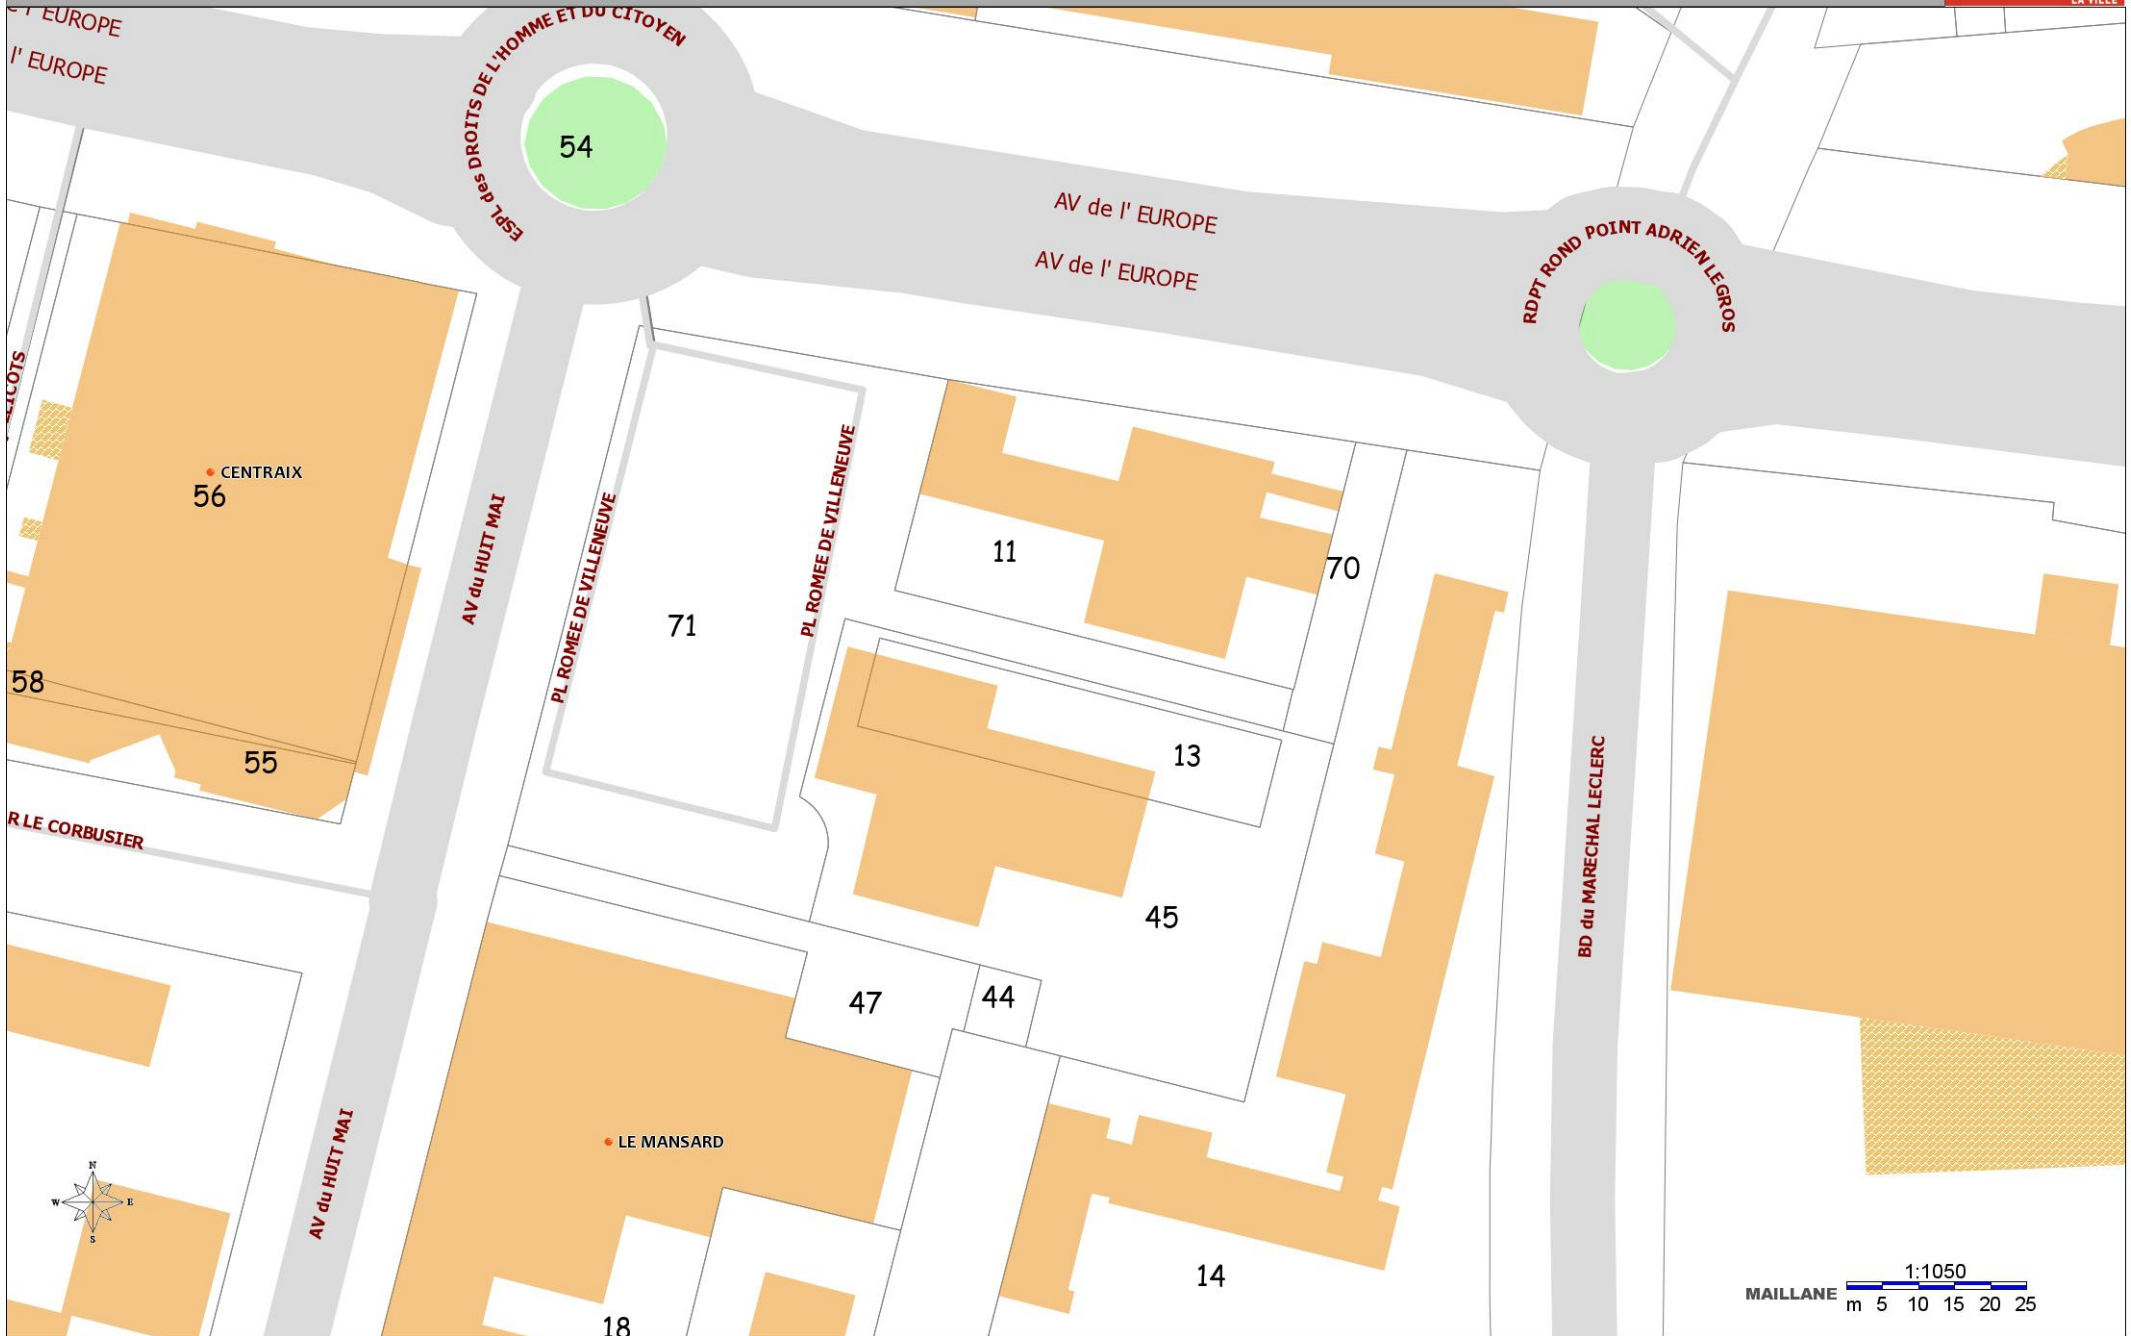 LA VILLE
l' EUROPE
l' EUROPE
ESPL des DROITS DE L'HOMME ET DU CITOYEN
54
AV de l' EUROPE
AV de l' EUROPE
RDPT ROND POINT ADRIEN LEGROS
CENTRAIX
56
AV du HUIT MAI
PL ROMEE DE VILLENEUVE
PL ROMEE DE VILLENEUVE
71
11
70
58
55
13
R LE CORBUSIER
45
BD du MARECHAL LECLERC
47
44
LE MANSARD
AV du HUIT MAI
N
W E
S
14
18
1:1050
MAILLANE
m 5 10 15 20 25